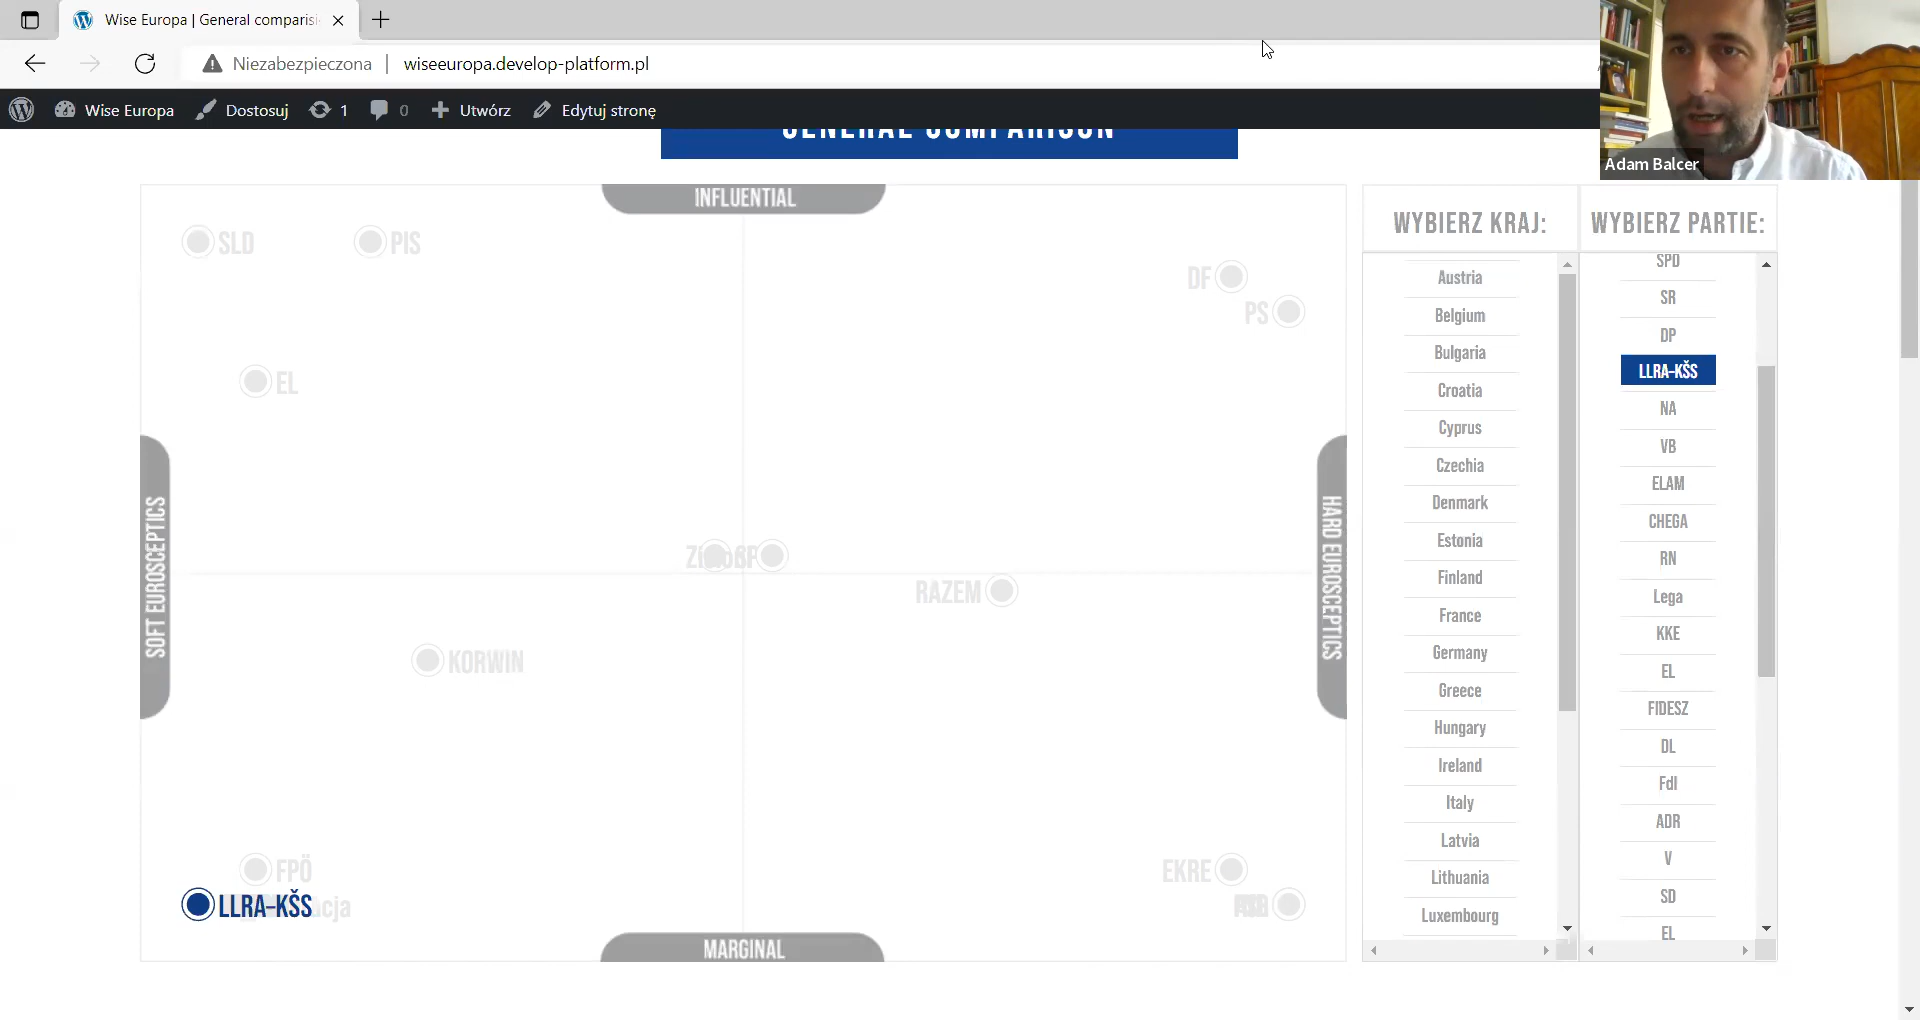 Wise Europa | General comparisi
Niezabezpieczona
wiseeuropa.develop-platform.pl
Wise Europa
Dostosuj
1
0
Utwórz
Edytuj stronę
Adam Balcer
GENERAL COMPARISON
INFLUENTIAL
SLD
PIS
DF
PS
EL
SOFT EUROSCEPTICS
HARD EUROSCEPTICS
RAZEM
KORWIN
FPÖ
LLRA-KŠS
cja
EKRE
MARGINAL
WYBIERZ KRAJ:
Austria
Belgium
Bulgaria
Croatia
Cyprus
Czechia
Denmark
Estonia
Finland
France
Germany
Greece
Hungary
Ireland
Italy
Latvia
Lithuania
Luxembourg
WYBIERZ PARTIE:
SPD
SR
DP
LLRA-KŠS
NA
VB
ELAM
CHEGA
RN
Lega
KKE
EL
FIDESZ
DL
FdI
ADR
V
SD
EL